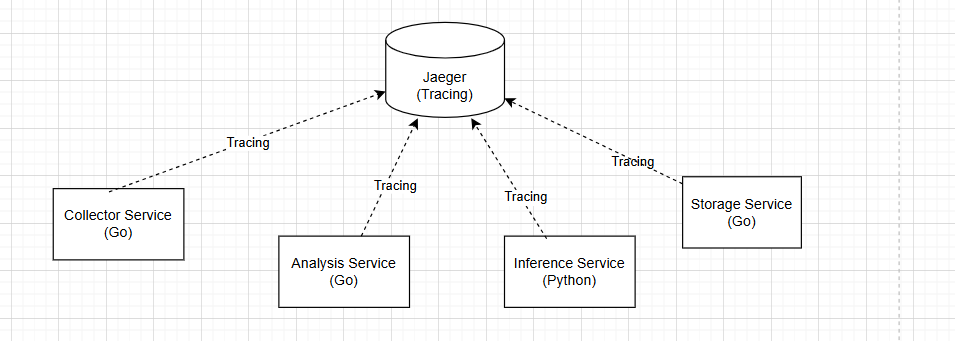 Jaeger
(Tracing)
Tracing
Tracing
Tracing
Tracing
Collector Service
(Go)
Analysis Service
(Go)
Inference Service
(Python)
Storage Service
(Go)